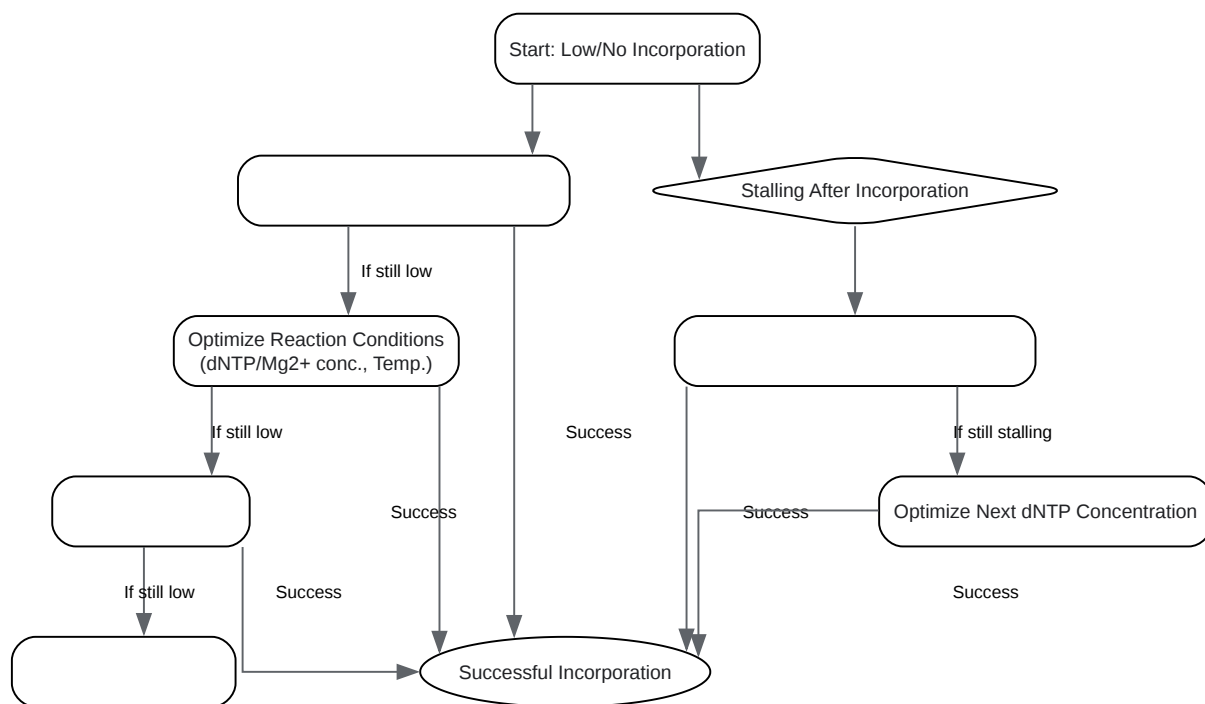 Start: Low/No Incorporation
Stalling After Incorporation
If still low
Optimize Reaction Conditions
(dNTP/Mg2+ conc., Temp.)
If still low
Success
If still stalling
Success
Success
Optimize Next dNTP Concentration
If still low
Success
Success
Successful Incorporation